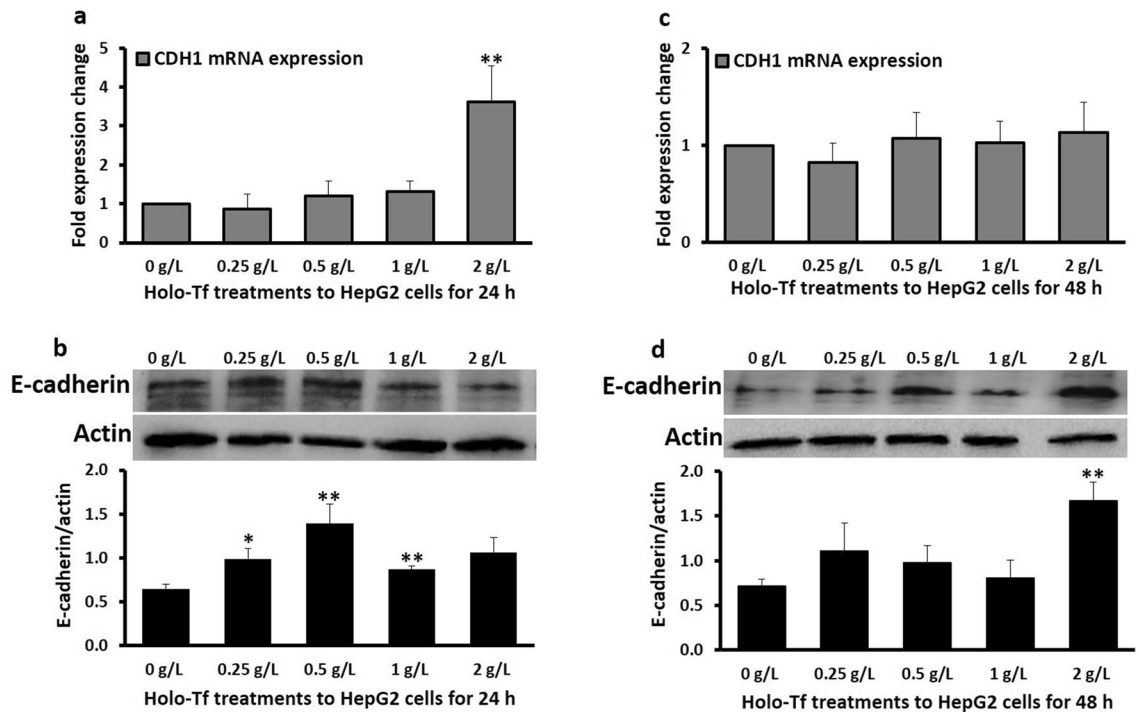 a
5
4
3
2
1
0
Fold expression change
CDH1 mRNA expression
**
0 g/L 0.25 g/L 0.5 g/L 1 g/L 2 g/L
Holo-Tf treatments to HepG2 cells for 24 h
b
0 g/L 0.25 g/L 0.5 g/L 1 g/L 2 g/L
E-cadherin
Actin
2.0
1.5
1.0
0.5
0.0
E-cadherin/actin
* ** **
0 g/L 0.25 g/L 0.5 g/L 1 g/L 2 g/L
Holo-Tf treatments to HepG2 cells for 24 h
c
2
1
0
Fold expression change
CDH1 mRNA expression
0 g/L 0.25 g/L 0.5 g/L 1 g/L 2 g/L
Holo-Tf treatments to HepG2 cells for 48 h
d
0 g/L 0.25 g/L 0.5 g/L 1 g/L 2 g/L
E-cadherin
Actin
2.0
1.5
1.0
0.5
0.0
E-cadherin/actin
**
0 g/L 0.25 g/L 0.5 g/L 1 g/L 2 g/L
Holo-Tf treatments to HepG2 cells for 48 h